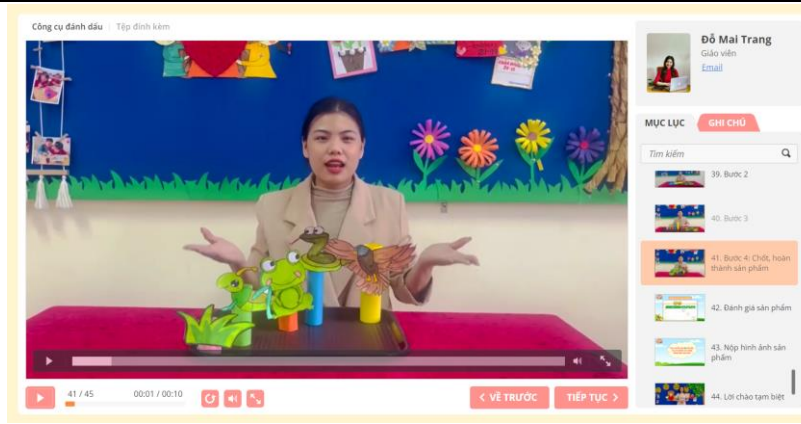 Công cụ đánh dấu | Tệp đính kèm
Đỗ Mai Trang
Giáo viên
Email
MỤC LỤC
GHI CHÚ
Tìm kiếm
39. Bước 2
40. Bước 3
41. Bước 4: Chốt, hoàn
thành sản phẩm
42. Đánh giá sản phẩm
43. Nộp hình ảnh sản
phẩm
44. Lời chào tạm biệt
41 / 45
00:01 / 00:10
VỀ TRƯỚC
TIẾP TỤC